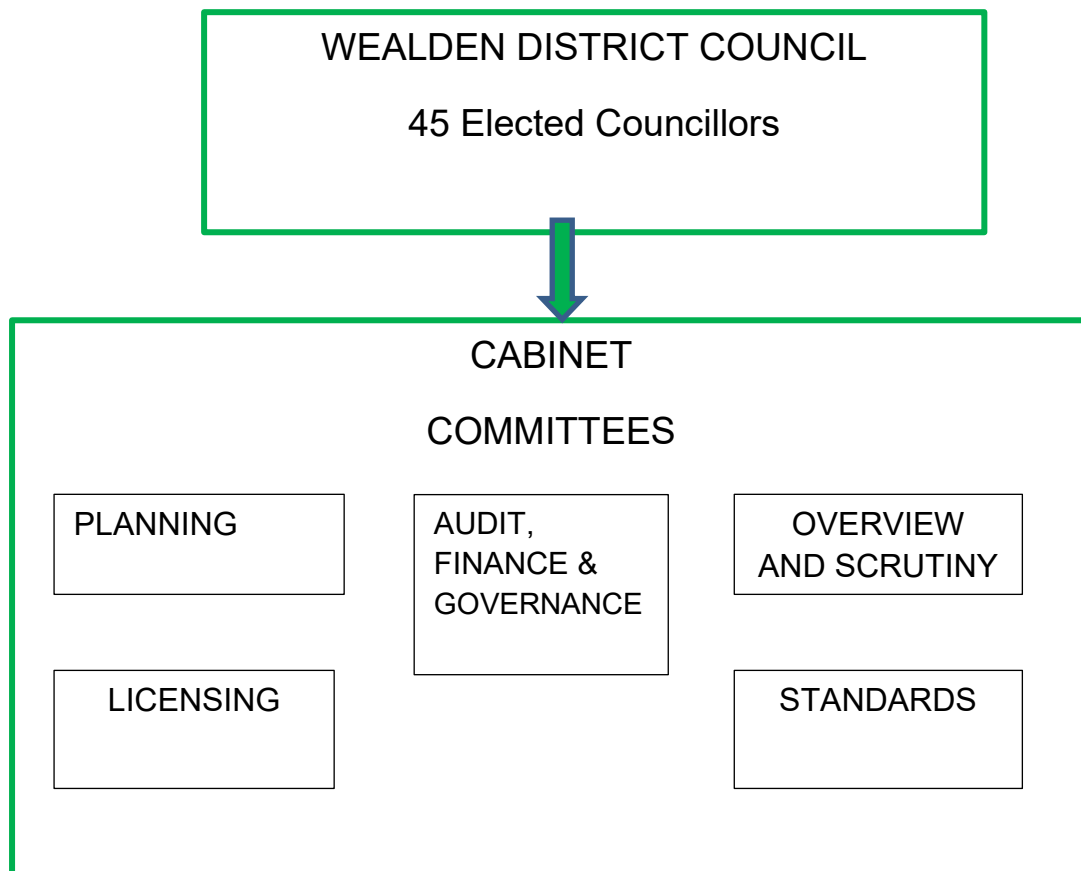 WEALDEN DISTRICT COUNCIL
45 Elected Councillors
CABINET
COMMITTEES
PLANNING
AUDIT,
FINANCE &
GOVERNANCE
OVERVIEW
AND SCRUTINY
LICENSING
STANDARDS